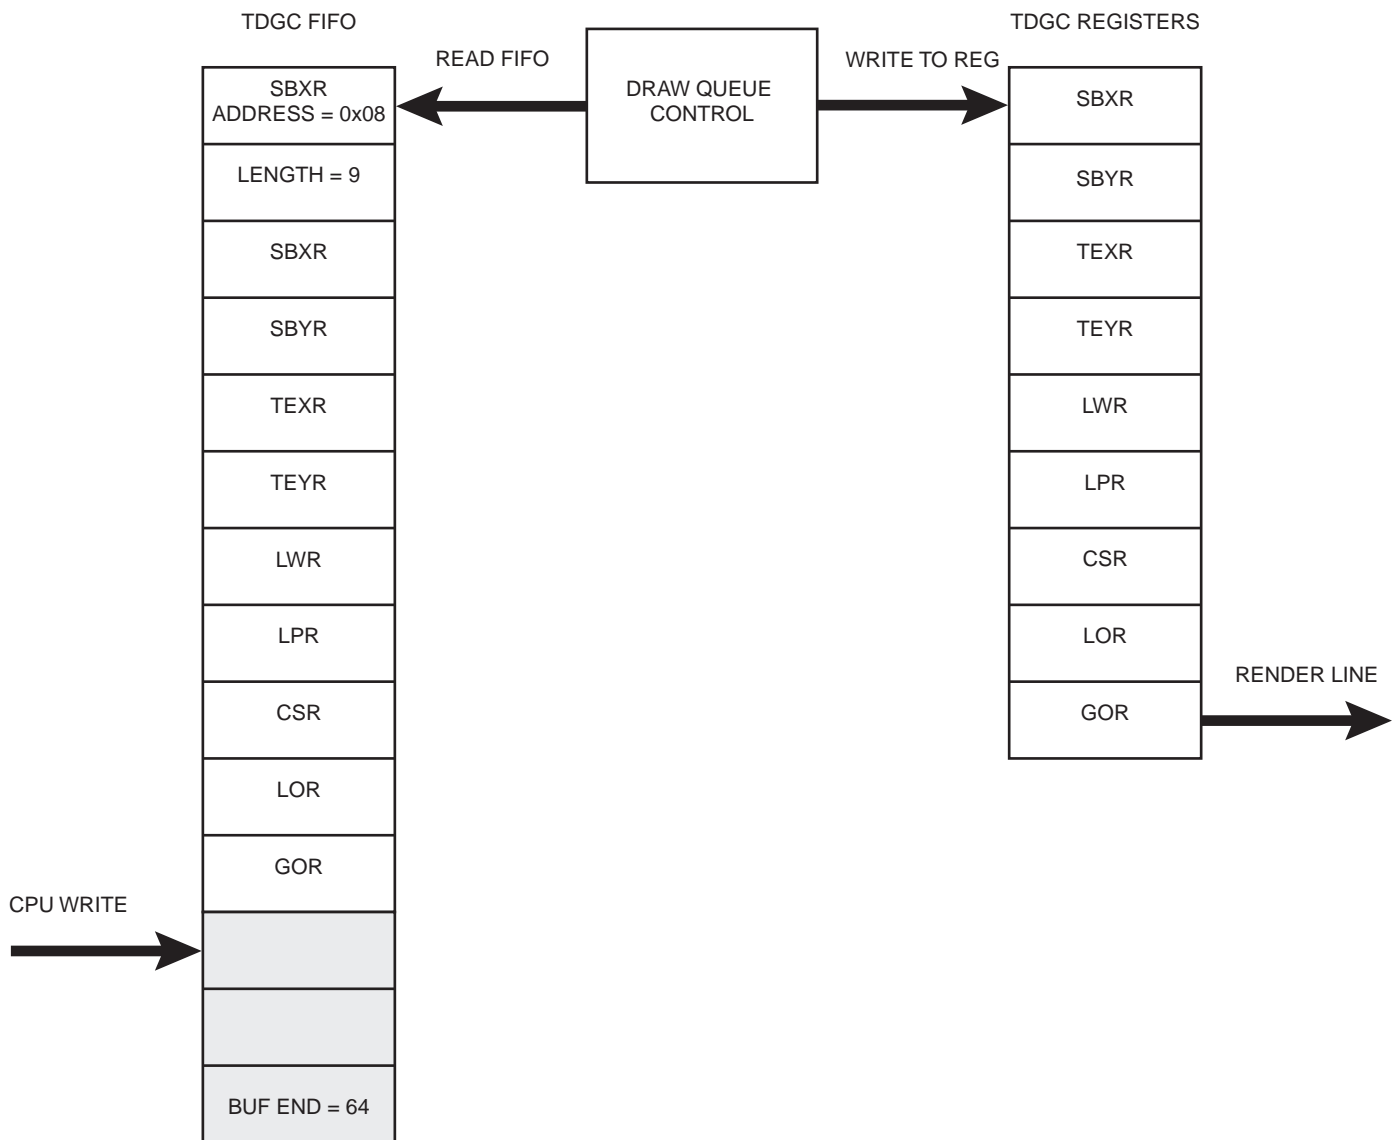 TDGC FIFO
TDGC REGISTERS
READ FIFO
WRITE TO REG
DRAW QUEUE
CONTROL
SBXR
ADDRESS = 0x08
LENGTH = 9
SBXR
SBYR
TEXR
TEYR
LWR
LPR
CSR
LOR
GOR
CPU WRITE
BUF END = 64
SBXR
SBYR
TEXR
TEYR
LWR
LPR
CSR
LOR
GOR
RENDER LINE